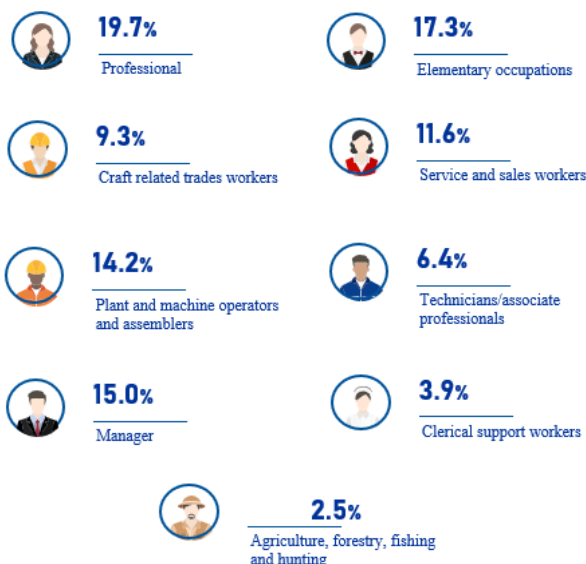 19.7%
Professional
17.3%
Elementary occupations
9.3%
Craft related trades workers
11.6%
Service and sales workers
14.2%
Plant and machine operators
and assemblers
6.4%
Technicians/associate
professionals
15.0%
Manager
3.9%
Clerical support workers
2.5%
Agriculture, forestry, fishing
and hunting